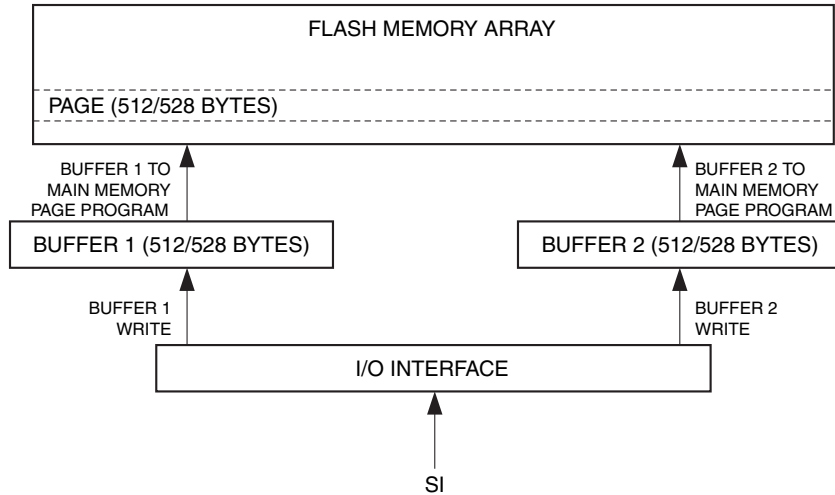 FLASH MEMORY ARRAY
PAGE (512/528 BYTES)
BUFFER 1 TO
MAIN MEMORY
PAGE PROGRAM
BUFFER 2 TO
MAIN MEMORY
PAGE PROGRAM
BUFFER 1 (512/528 BYTES)
BUFFER 2 (512/528 BYTES)
BUFFER 1
WRITE
BUFFER 2
WRITE
I/O INTERFACE
SI